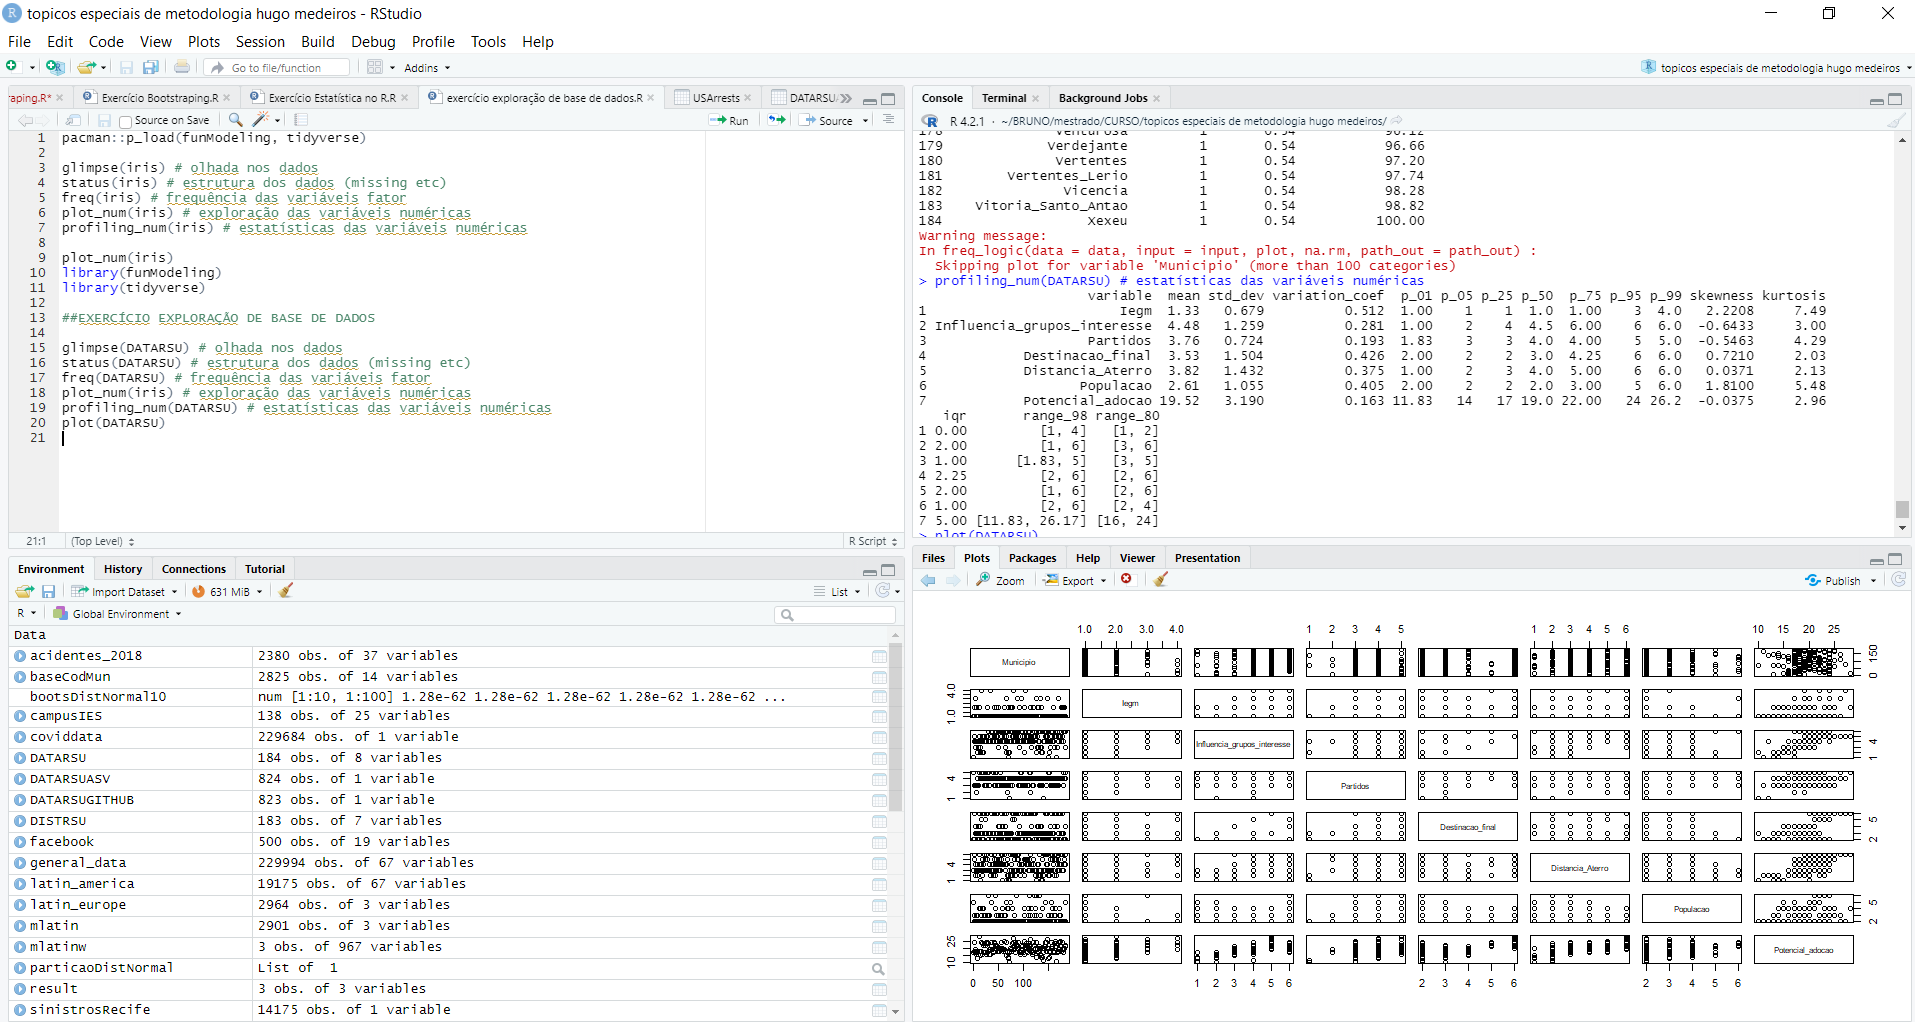 topicos especiais de metodologia hugo medeiros - RStudio
File Edit Code View Plots Session Build Debug Profile Tools Help
Go to file/function
Addins
topicos especiais de metodologia hugo medeiros
raping.R*
Exercício Bootstraping.R
Exercício Estatística no R.R
exercício exploração de base de dados.R
USArrests
DATARSU
Source on Save
Run
Source
1 pacman::p_load(funModeling, tidyverse)
2
3 glimpse(iris) # olhada nos dados
4 status(iris) # estrutura dos dados (missing etc)
5 freq(iris) # frequência das variáveis fator
6 plot_num(iris) # exploração das variáveis numéricas
7 profiling_num(iris) # estatísticas das variáveis numéricas
8
9 plot_num(iris)
10 library(funModeling)
11 library(tidyverse)
12
13 ##EXERCÍCIO EXPLORAÇÃO DE BASE DE DADOS
14
15 glimpse(DATARSU) # olhada nos dados
16 status(DATARSU) # estrutura dos dados (missing etc)
17 freq(DATARSU) # frequência das variáveis fator
18 plot_num(iris) # exploração das variáveis numéricas
19 profiling_num(DATARSU) # estatísticas das variáveis numéricas
20 plot(DATARSU)
21
21:1 (Top Level) R Script
Console Terminal Background Jobs
R 4.2.1 · ~/BRUNO/mestrado/CURSO/topicos especiais de metodologia hugo medeiros/
178 Venturosa 1 0.54 96.12
179 Verdejante 1 0.54 96.66
180 Vertentes 1 0.54 97.20
181 Vertentes_Lerio 1 0.54 97.74
182 Vicencia 1 0.54 98.28
183 Vitoria_Santo_Antao 1 0.54 98.82
184 Xexeu 1 0.54 100.00
Warning message:
In freq_logic(data = data, input = input, plot, na.rm, path_out = path_out) :
Skipping plot for variable 'Municipio' (more than 100 categories)
> profiling_num(DATARSU) # estatísticas das variáveis numéricas
variable mean std_dev variation_coef p_01 p_05 p_25 p_50 p_75 p_95 p_99 skewness kurtosis
1 Iegm 1.33 0.679 0.512 1.00 1 1 1.0 1.00 3 4.0 2.2208 7.49
2 Influencia_grupos_interesse 4.48 1.259 0.281 1.00 2 4 4.5 6.00 6 6.0 -0.6433 3.00
3 Partidos 3.76 0.724 0.193 1.83 3 3 4.0 4.00 5 5.0 -0.5463 4.29
4 Destinacao_final 3.53 1.504 0.426 2.00 2 2 3.0 4.25 6 6.0 0.7210 2.03
5 Distancia_Aterro 3.82 1.432 0.375 1.00 2 3 4.0 5.00 6 6.0 0.0371 2.13
6 Populacao 2.61 1.055 0.405 2.00 2 2 2.0 3.00 5 6.0 1.8100 5.48
7 Potencial_adocao 19.52 3.190 0.163 11.83 14 17 19.0 22.00 24 26.2 -0.0375 2.96
iqr range_98 range_80
1 0.00 [1, 4] [1, 2]
2 2.00 [1, 6] [3, 6]
3 1.00 [1.83, 5] [3, 5]
4 2.25 [2, 6] [2, 6]
5 2.00 [1, 6] [2, 6]
6 1.00 [2, 6] [2, 4]
7 5.00 [11.83, 26.17] [16, 24]
> plot(DATARSU)
Environment History Connections Tutorial
Import Dataset 631 MiB List
R Global Environment
Data
acidentes_2018 2380 obs. of 37 variables
baseCodMun 2825 obs. of 14 variables
bootsDistNormal10 num [1:10, 1:100] 1.28e-62 1.28e-62 1.28e-62 1.28e-62 1.28e-62 ...
campusIES 138 obs. of 25 variables
coviddata 229684 obs. of 1 variable
DATARSU 184 obs. of 8 variables
DATARSUASV 824 obs. of 1 variable
DATARSUGITHUB 823 obs. of 1 variable
DISTRSU 183 obs. of 7 variables
facebook 500 obs. of 19 variables
general_data 229994 obs. of 67 variables
latin_america 19175 obs. of 67 variables
latin_europe 2964 obs. of 3 variables
mlatin 2901 obs. of 3 variables
mlatinw 3 obs. of 967 variables
particaoDistNormal List of 1
result 3 obs. of 3 variables
sinistrosRecife 14175 obs. of 1 variable
Files Plots Packages Help Viewer Presentation
Zoom Export Publish
1.0 2.0 3.0 4.0 1 2 3 4 5 1 2 3 4 5 6 10 15 20 25
Municipio 0 150
1.0 4.0 Iegm
Influencia_grupos_interesse 1 4
1 4 Partidos
Destinacao_final 2 5
1 4 Distancia_Aterro
Populacao 2 5
10 25 Potencial_adocao
0 50 100 1 2 3 4 5 6 2 3 4 5 6 2 3 4 5 6